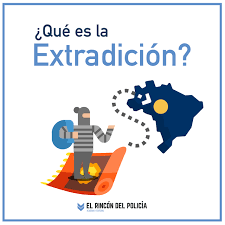 ¿Qué es la
Extradición?
EL RINCÓN DEL POLICÍA